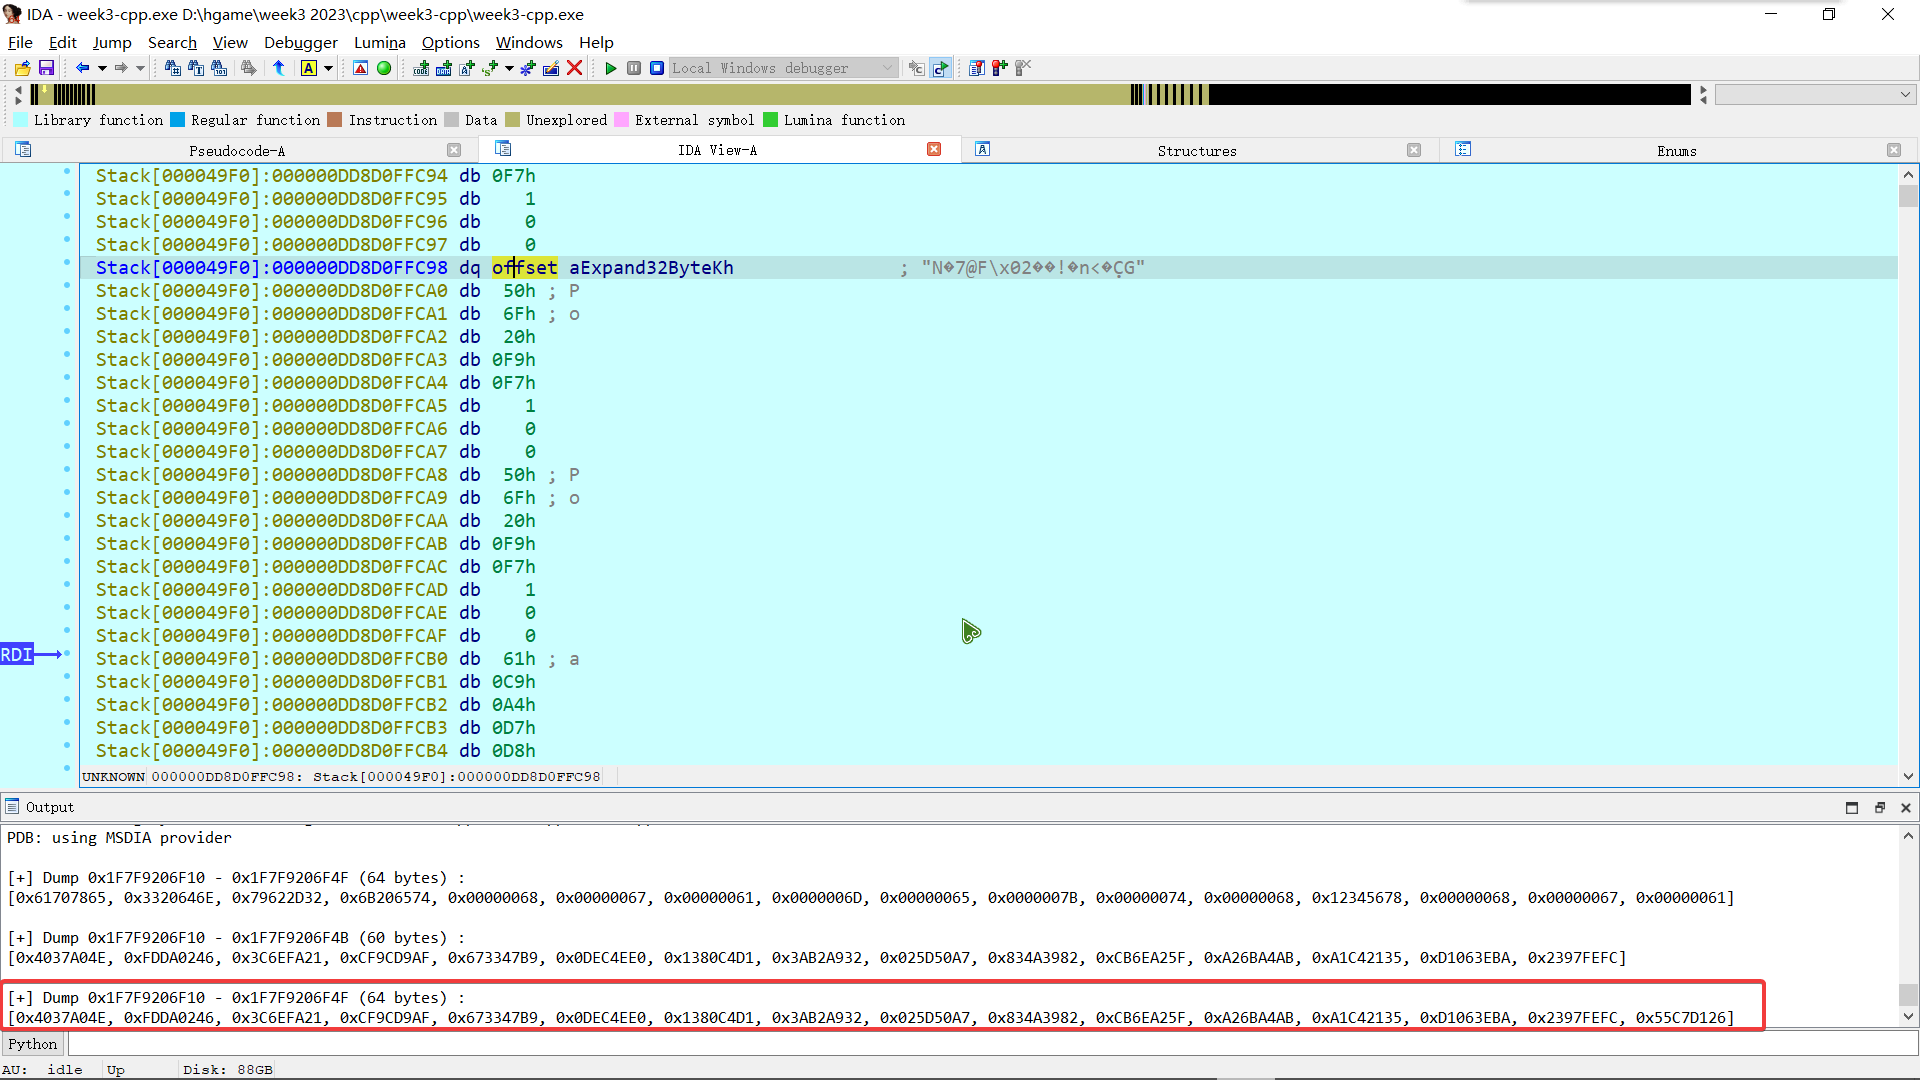 IDA - week3-cpp.exe D:\hgame\week3 2023\cpp\week3-cpp\week3-cpp.exe
File Edit Jump Search View Debugger Lumina Options Windows Help
Local Windows debugger
Library function Regular function Instruction Data Unexplored External symbol Lumina function
Pseudocode-A IDA View-A Structures Enums
Stack[000049F0]:000000DD8D0FFC94 db 0F7h
Stack[000049F0]:000000DD8D0FFC95 db 1
Stack[000049F0]:000000DD8D0FFC96 db 0
Stack[000049F0]:000000DD8D0FFC97 db 0
Stack[000049F0]:000000DD8D0FFC98 dq offset aExpand32ByteKh ; "N�7@F\x02��!�n<�ÇG"
Stack[000049F0]:000000DD8D0FFCA0 db 50h ; P
Stack[000049F0]:000000DD8D0FFCA1 db 6Fh ; o
Stack[000049F0]:000000DD8D0FFCA2 db 20h
Stack[000049F0]:000000DD8D0FFCA3 db 0F9h
Stack[000049F0]:000000DD8D0FFCA4 db 0F7h
Stack[000049F0]:000000DD8D0FFCA5 db 1
Stack[000049F0]:000000DD8D0FFCA6 db 0
Stack[000049F0]:000000DD8D0FFCA7 db 0
Stack[000049F0]:000000DD8D0FFCA8 db 50h ; P
Stack[000049F0]:000000DD8D0FFCA9 db 6Fh ; o
Stack[000049F0]:000000DD8D0FFCAA db 20h
Stack[000049F0]:000000DD8D0FFCAB db 0F9h
Stack[000049F0]:000000DD8D0FFCAC db 0F7h
Stack[000049F0]:000000DD8D0FFCAD db 1
Stack[000049F0]:000000DD8D0FFCAE db 0
Stack[000049F0]:000000DD8D0FFCAF db 0
RDI
Stack[000049F0]:000000DD8D0FFCB0 db 61h ; a
Stack[000049F0]:000000DD8D0FFCB1 db 0C9h
Stack[000049F0]:000000DD8D0FFCB2 db 0A4h
Stack[000049F0]:000000DD8D0FFCB3 db 0D7h
Stack[000049F0]:000000DD8D0FFCB4 db 0D8h
UNKNOWN 000000DD8D0FFC98: Stack[000049F0]:000000DD8D0FFC98
Output
PDB: using MSDIA provider
[+] Dump 0x1F7F9206F10 - 0x1F7F9206F4F (64 bytes) :
[0x61707865, 0x3320646E, 0x79622D32, 0x6B206574, 0x00000068, 0x00000067, 0x00000061, 0x0000006D, 0x00000065, 0x0000007B, 0x00000074, 0x00000068, 0x12345678, 0x00000068, 0x00000067, 0x00000061]
[+] Dump 0x1F7F9206F10 - 0x1F7F9206F4B (60 bytes) :
[0x4037A04E, 0xFDDA0246, 0x3C6EFA21, 0xCF9CD9AF, 0x673347B9, 0x0DEC4EE0, 0x1380C4D1, 0x3AB2A932, 0x025D50A7, 0x834A3982, 0xCB6EA25F, 0xA26BA4AB, 0xA1C42135, 0xD1063EBA, 0x2397FEFC]
[+] Dump 0x1F7F9206F10 - 0x1F7F9206F4F (64 bytes) :
[0x4037A04E, 0xFDDA0246, 0x3C6EFA21, 0xCF9CD9AF, 0x673347B9, 0x0DEC4EE0, 0x1380C4D1, 0x3AB2A932, 0x025D50A7, 0x834A3982, 0xCB6EA25F, 0xA26BA4AB, 0xA1C42135, 0xD1063EBA, 0x2397FEFC, 0x55C7D126]
Python
AU: idle Up Disk: 88GB